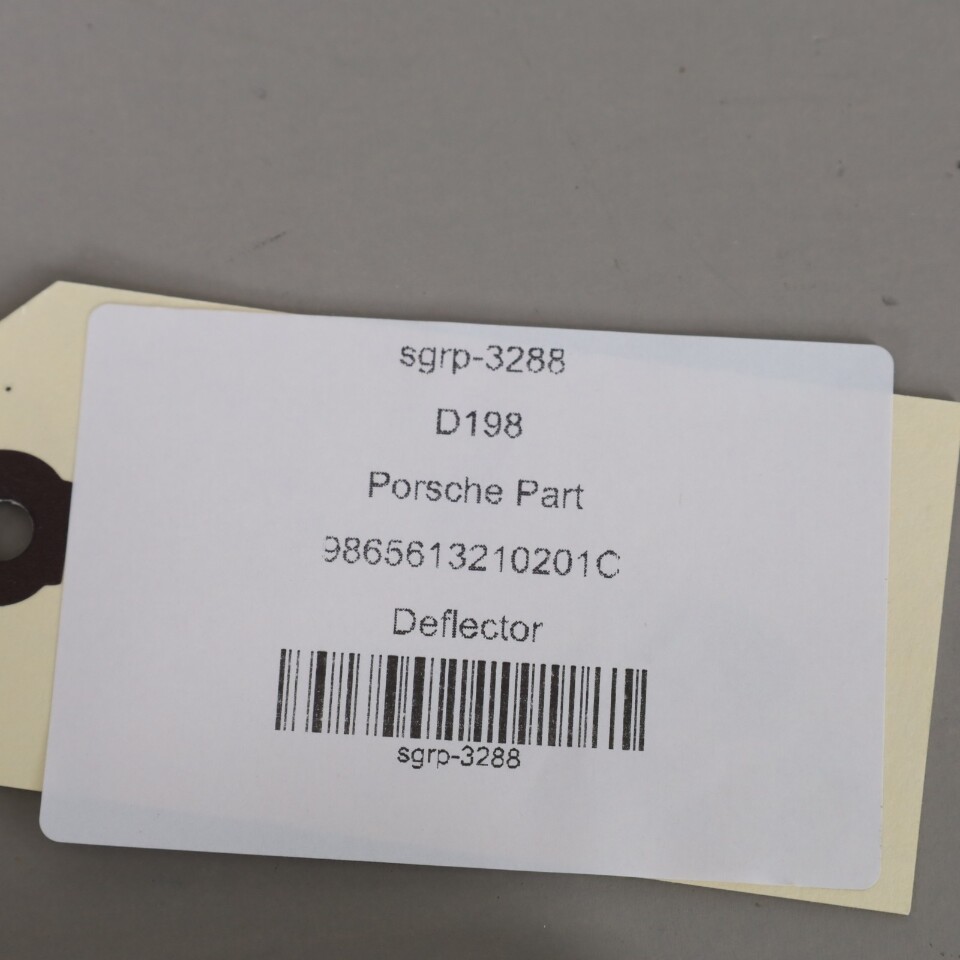 sgrp-3288
D198
Porsche Part
9865613210201C
Deflector
sgrp-3288